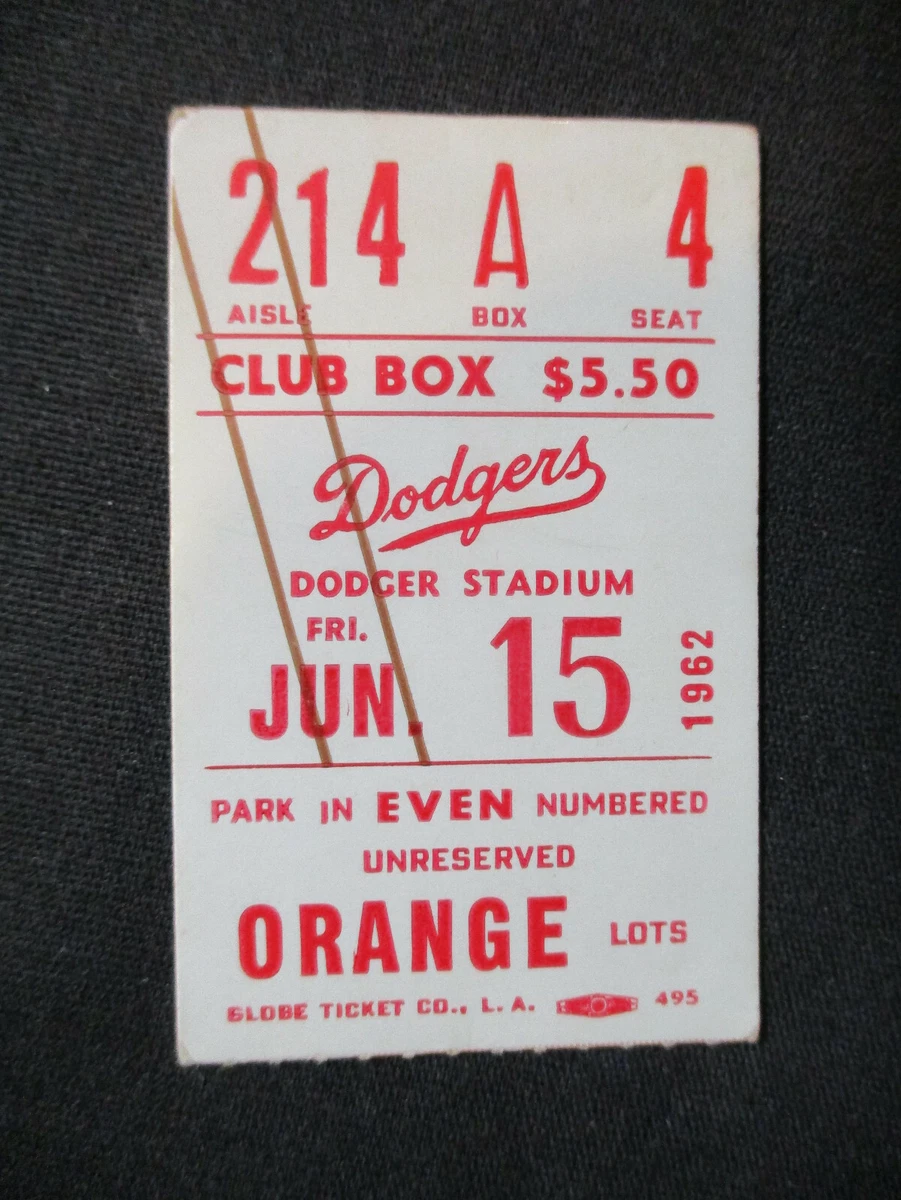 214 A 4
AISLE BOX SEAT
CLUB BOX $5.50
Dodgers
DODGER STADIUM
FRI.
JUN. 15 1962
PARK IN EVEN NUMBERED
UNRESERVED
ORANGE LOTS
GLOBE TICKET CO., L.A. 495